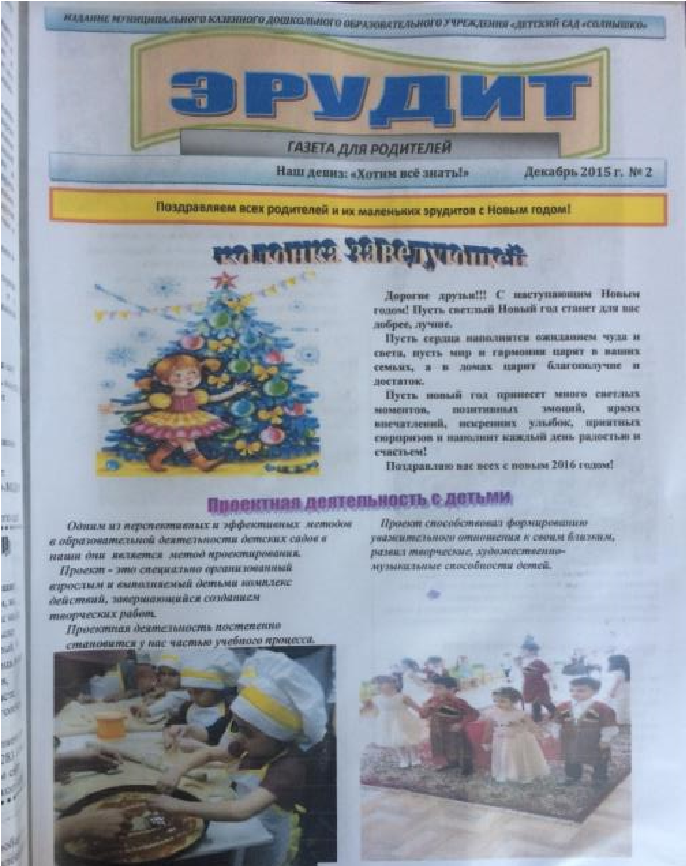 ИЗДАНИЕ МУНИЦИПАЛЬНОГО КАЗЕННОГО ДОШКОЛЬНОГО ОБРАЗОВАТЕЛЬНОГО УЧРЕЖДЕНИЯ «ДЕТСКИЙ САД «СОЛНЫШКО»
ЭРУДИТ
ГАЗЕТА ДЛЯ РОДИТЕЛЕЙ
Наш девиз: «Хотим всё знать!» Декабрь 2015 г. № 2
Поздравляем всех родителей и их маленьких эрудитов с Новым годом!
колонка заведующей
Дорогие друзья!!! С наступающим Новым
годом! Пусть светлый Новый год станет для вас
добрее, лучше.
Пусть сердца наполнятся ожиданием чуда и
света, пусть мир и гармония царят в ваших
семьях, а в домах царит благополучие и
достаток.
Пусть новый год принесет много светлых
моментов, позитивных эмоций, ярких
впечатлений, искренних улыбок, приятных
сюрпризов и наполнит каждый день радостью и
счастьем!
Поздравляю вас всех с новым 2016 годом!
Проектная деятельность с детьми
Одним из перспективных и эффективных методов
в образовательной деятельности детских садов в
наши дни является метод проектирования.
Проект - это специально организованный
взрослым и выполняемый детьми комплекс
действий, завершающийся созданием
творческих работ.
Проектная деятельность постепенно
становится у нас частью учебного процесса.
Проект способствовал формированию
уважительного отношения к своим близким,
развил творческие, художественно-
музыкальные способности детей.